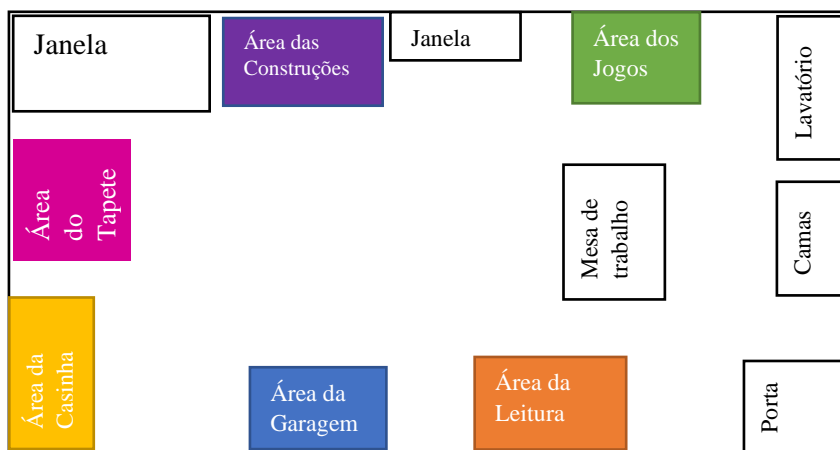 Janela
Área das
Construções
Janela
Área dos
Jogos
Lavatório
Área
do
Tapete
Mesa de
trabalho
Camas
Área da
Casinha
Área da
Garagem
Área da
Leitura
Porta